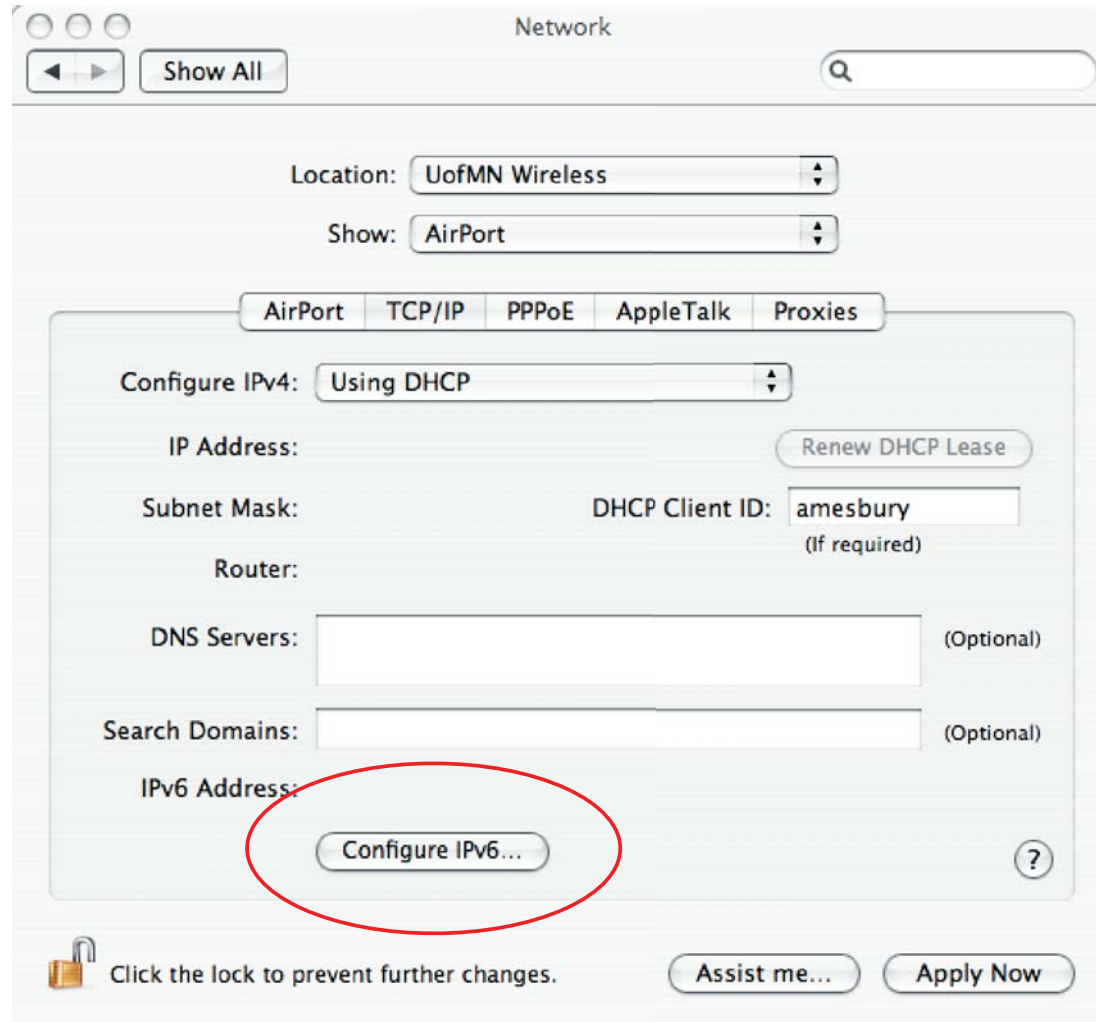 Network
Show All
Location: UofMN Wireless
Show: AirPort
AirPort TCP/IP PPPoE AppleTalk Proxies
Configure IPv4: Using DHCP
IP Address: Renew DHCP Lease
Subnet Mask: DHCP Client ID: amesbury
(If required)
Router:
DNS Servers: (Optional)
Search Domains: (Optional)
IPv6 Address:
Configure IPv6...
?
Click the lock to prevent further changes. Assist me... Apply Now